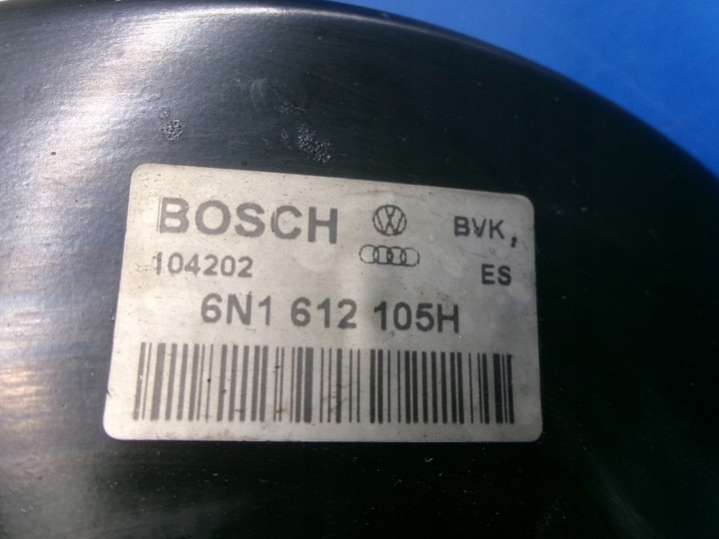 BOSCH BVK,
104202 ES
6N1 612 105H